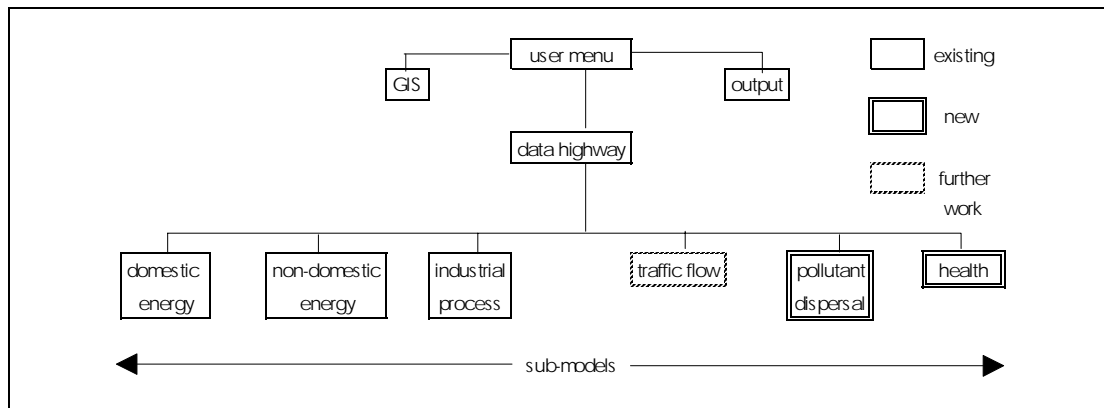 user menu
existing
GIS
output
new
data highway
further
work
domestic
energy
non-domestic
energy
industrial
process
traffic flow
pollutant
dispersal
health
sub-models